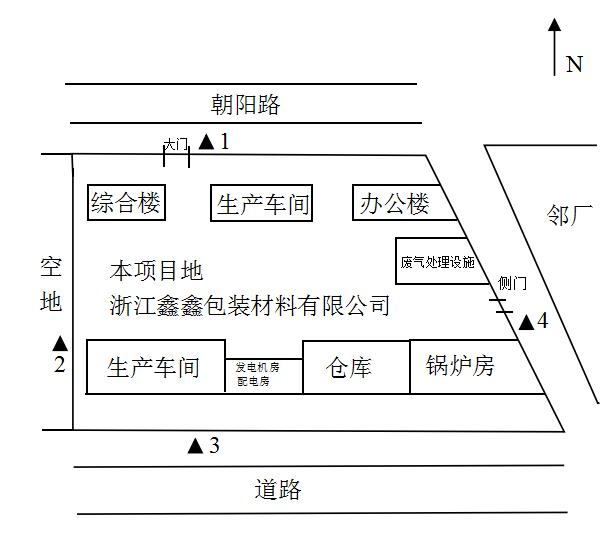 N
朝阳路
大门
▲1
综合楼
生产车间
办公楼
邻厂
废气处理设施
空地
本项目地
浙江鑫鑫包装材料有限公司
侧门
▲4
▲2
生产车间
发电机房
配电房
仓库
锅炉房
▲3
道路